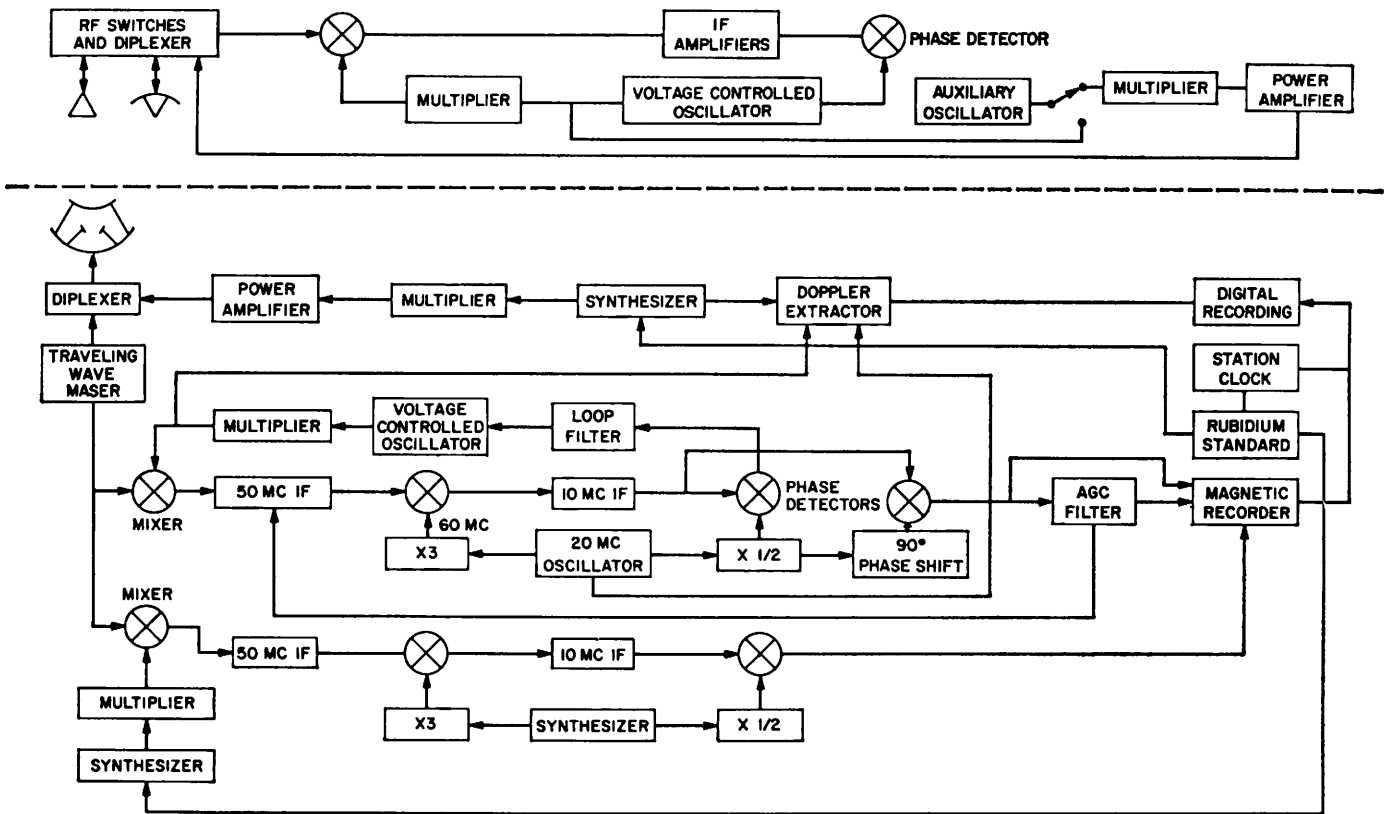 RF SWITCHES
AND DIPLEXER
IF
AMPLIFIERS
PHASE DETECTOR
MULTIPLIER
VOLTAGE CONTROLLED
OSCILLATOR
AUXILIARY
OSCILLATOR
MULTIPLIER
POWER
AMPLIFIER
DIPLEXER
POWER
AMPLIFIER
MULTIPLIER
SYNTHESIZER
DOPPLER
EXTRACTOR
DIGITAL
RECORDING
TRAVELING
WAVE
MASER
STATION
CLOCK
MULTIPLIER
VOLTAGE
CONTROLLED
OSCILLATOR
LOOP
FILTER
RUBIDIUM
STANDARD
MIXER
50 MC IF
10 MC IF
PHASE
DETECTORS
AGC
FILTER
MAGNETIC
RECORDER
60 MC
X3
20 MC
OSCILLATOR
X 1/2
90°
PHASE SHIFT
MIXER
50 MC IF
10 MC IF
MULTIPLIER
X3
SYNTHESIZER
X 1/2
SYNTHESIZER